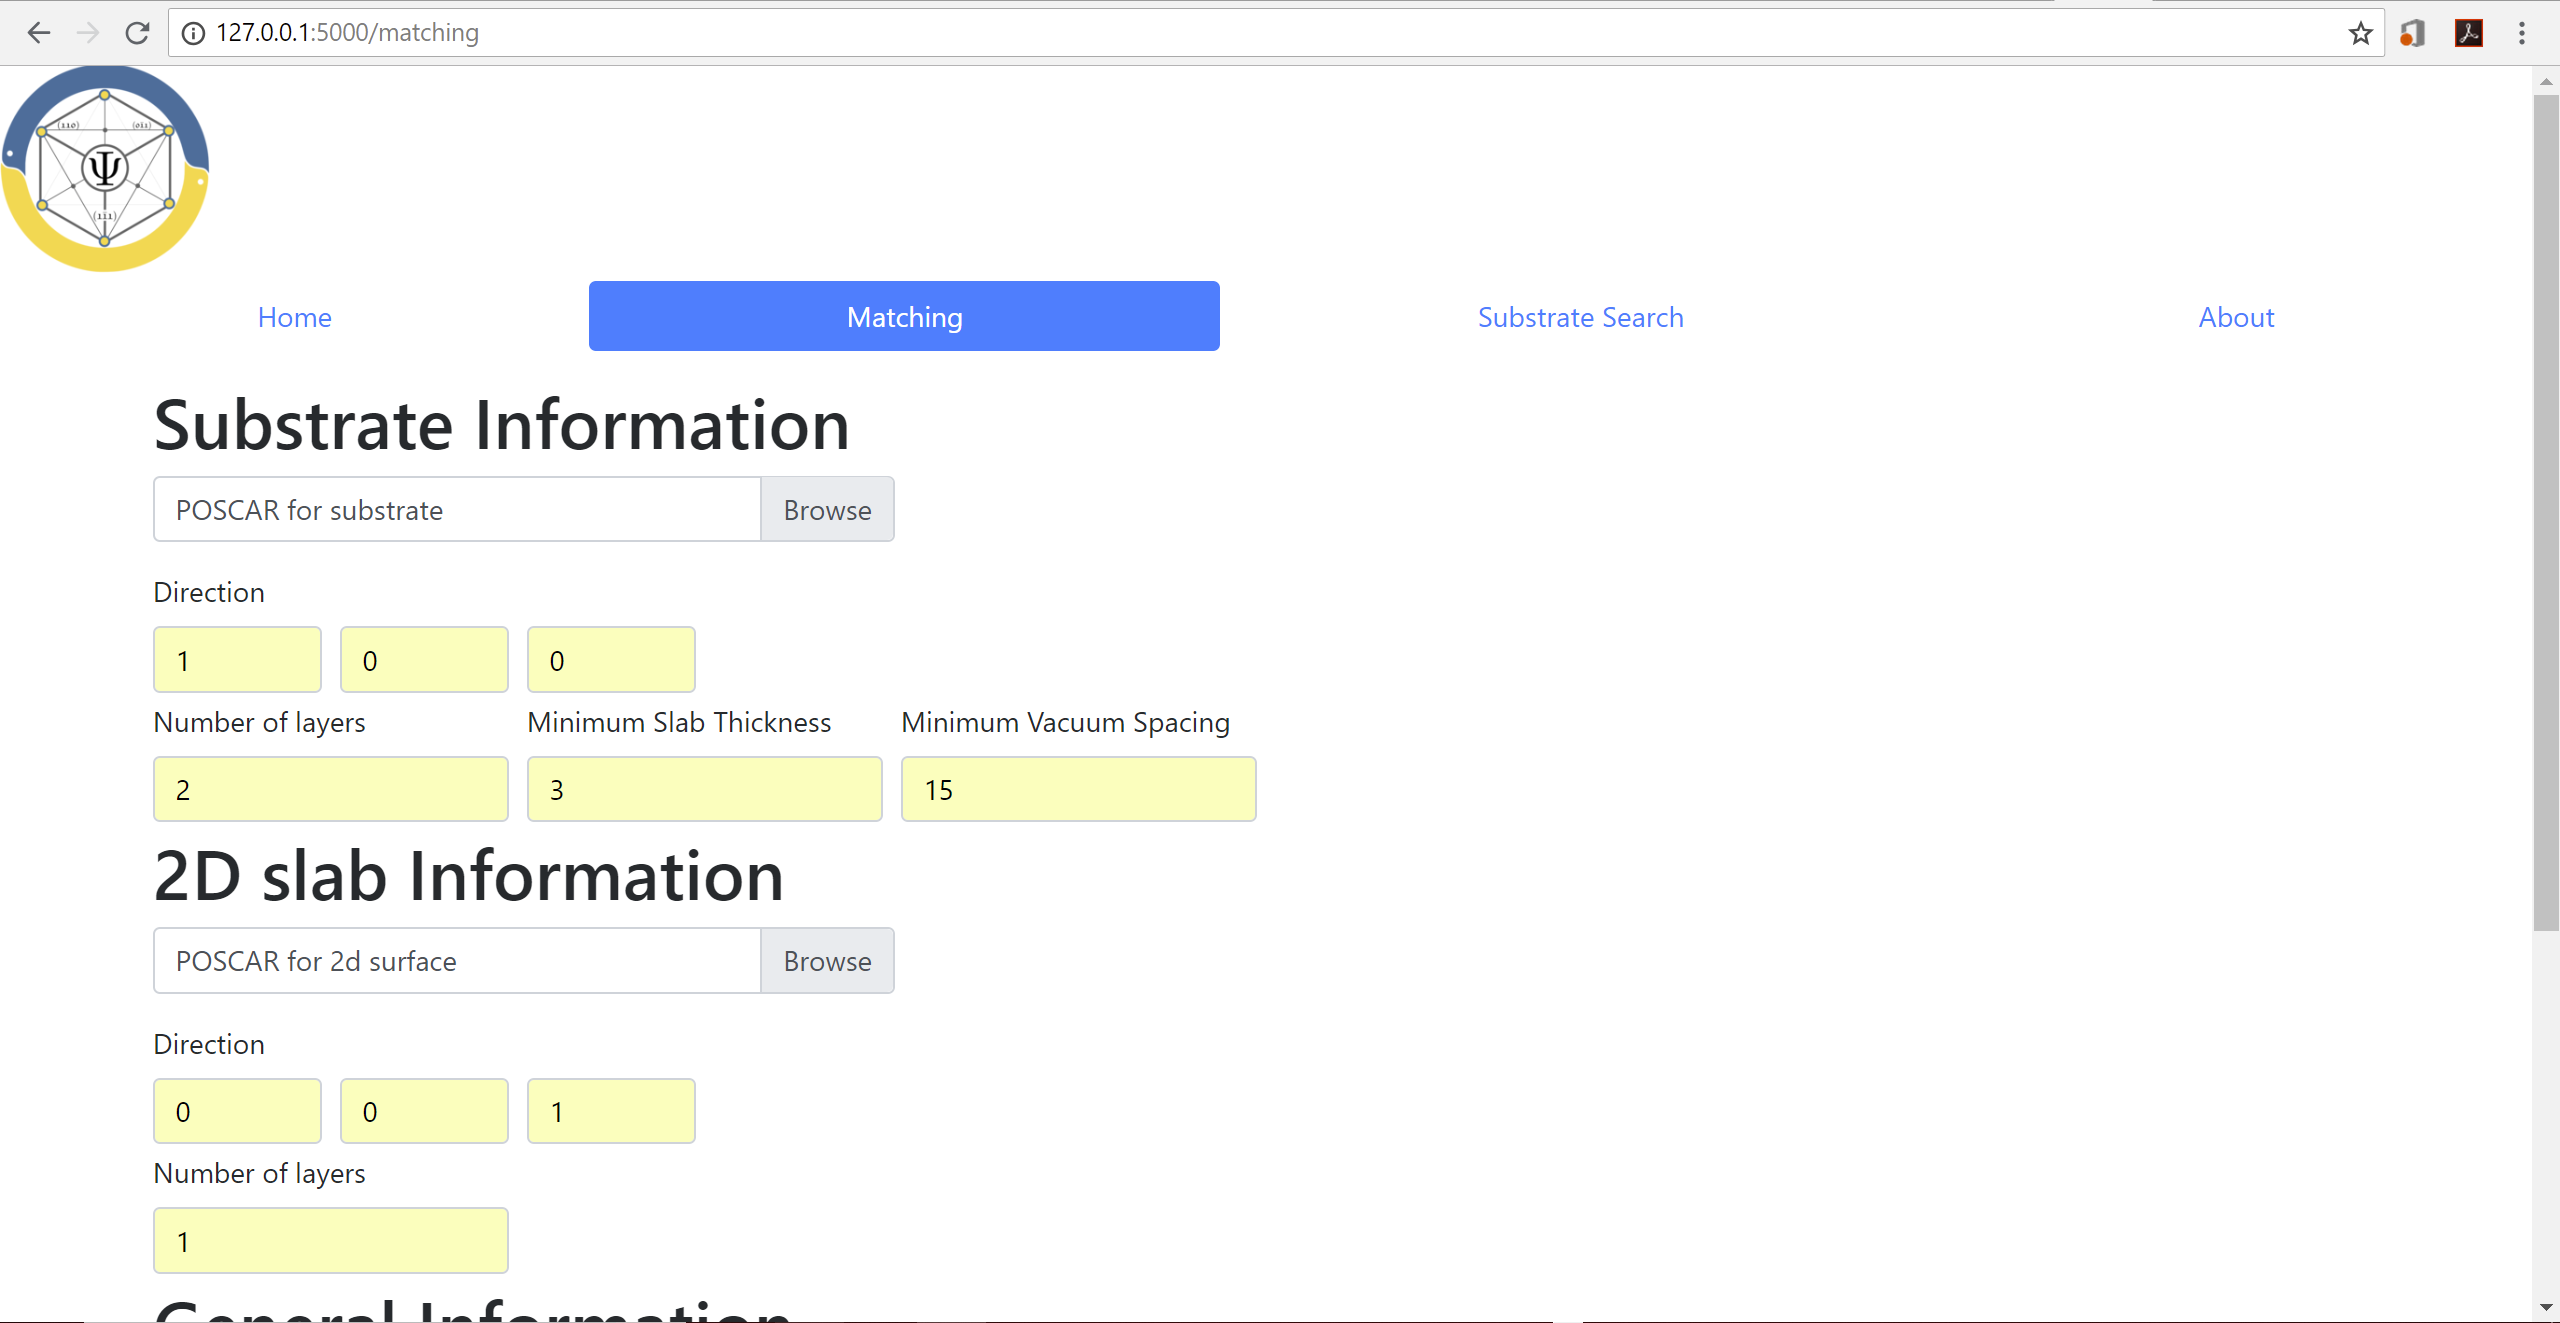 127.0.0.1:5000/matching
(110) (011)
Ψ
(111)
Home Matching Substrate Search About
Substrate Information
POSCAR for substrate Browse
Direction
1 0 0
Number of layers Minimum Slab Thickness Minimum Vacuum Spacing
2 3 15
2D slab Information
POSCAR for 2d surface Browse
Direction
0 0 1
Number of layers
1
General Information